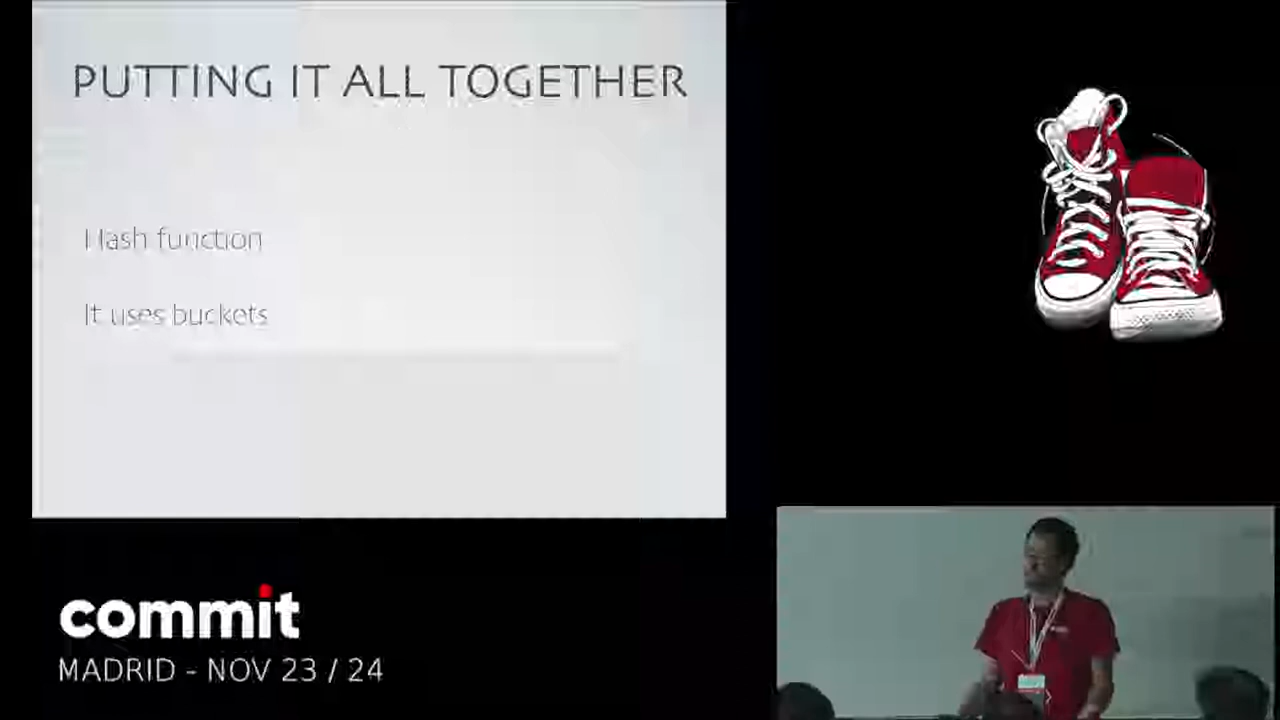 PUTTING IT ALL TOGETHER
Hash function
It uses buckets
commit
MADRID - NOV 23 / 24